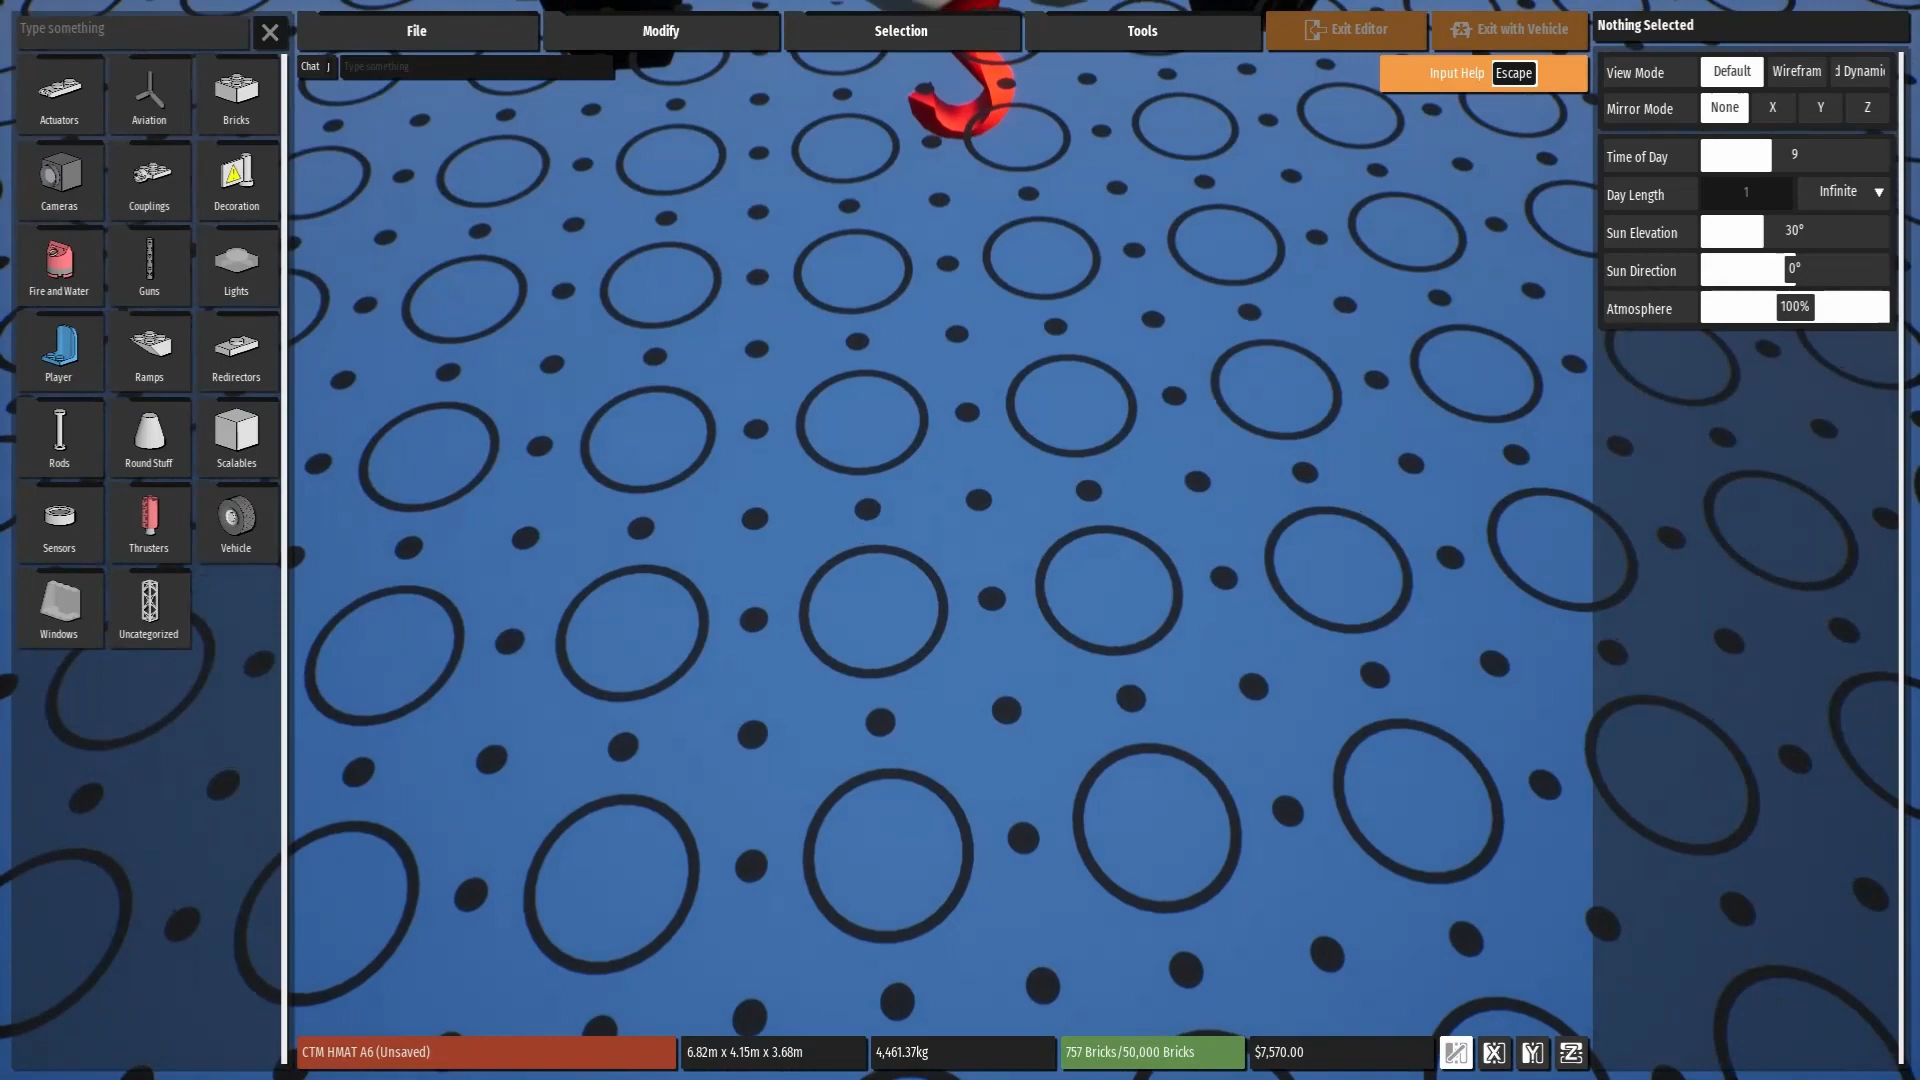 Type something
File
Modify
Selection
Tools
Exit Editor
Exit with Vehicle
Nothing Selected
Chat J
Type something
Input Help Escape
View Mode Default Wirefram d Dynamic
Mirror Mode None X Y Z
Time of Day 9
Day Length 1 Infinite
Sun Elevation 30°
Sun Direction 0°
Atmosphere 100%
Actuators
Aviation
Bricks
Cameras
Couplings
Decoration
Fire and Water
Guns
Lights
Player
Ramps
Redirectors
Rods
Round Stuff
Scalables
Sensors
Thrusters
Vehicle
Windows
Uncategorized
CTM HMAT A6 (Unsaved)
6.82m x 4.15m x 3.68m
4,461.37kg
757 Bricks/50,000 Bricks
$7,570.00
X
Y
Z